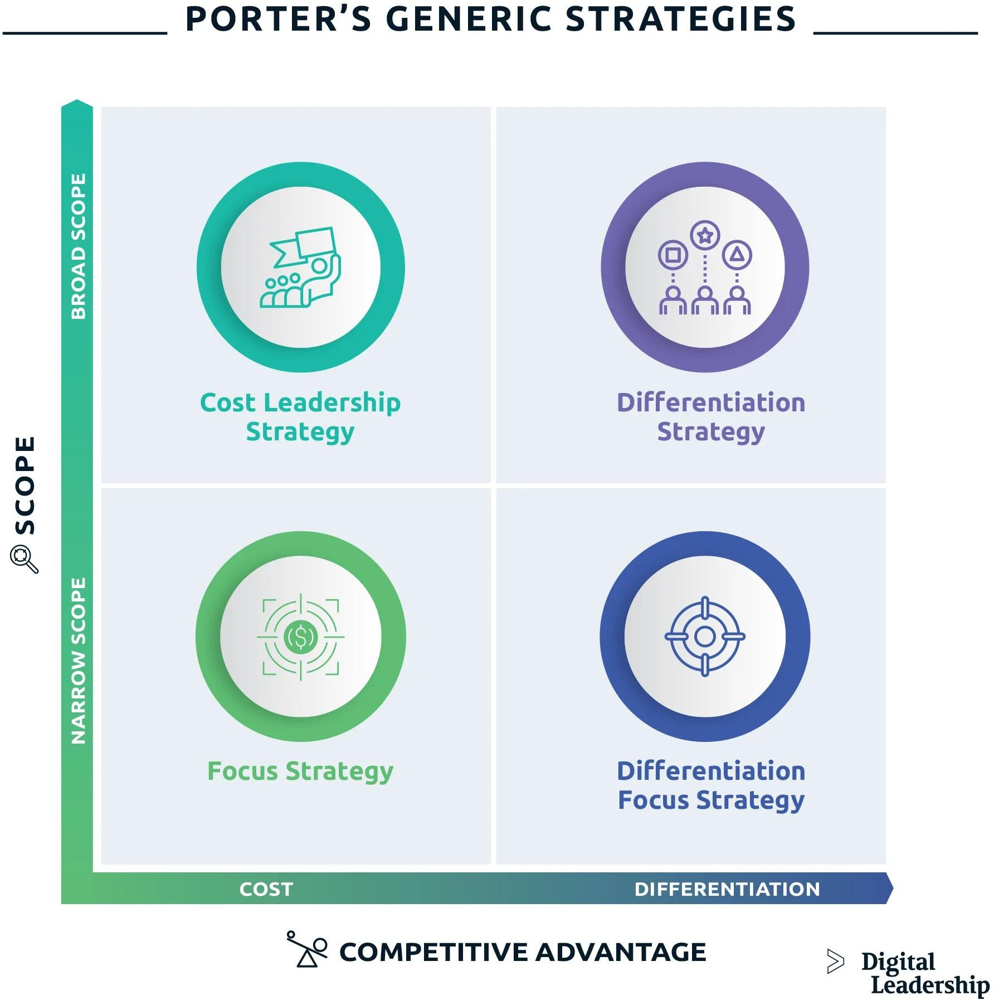 PORTER’S GENERIC STRATEGIES
BROAD SCOPE
Cost Leadership
Strategy
Differentiation
Strategy
SCOPE
NARROW SCOPE
$
Focus Strategy
Differentiation
Focus Strategy
COST
DIFFERENTIATION
COMPETITIVE ADVANTAGE
Digital
Leadership